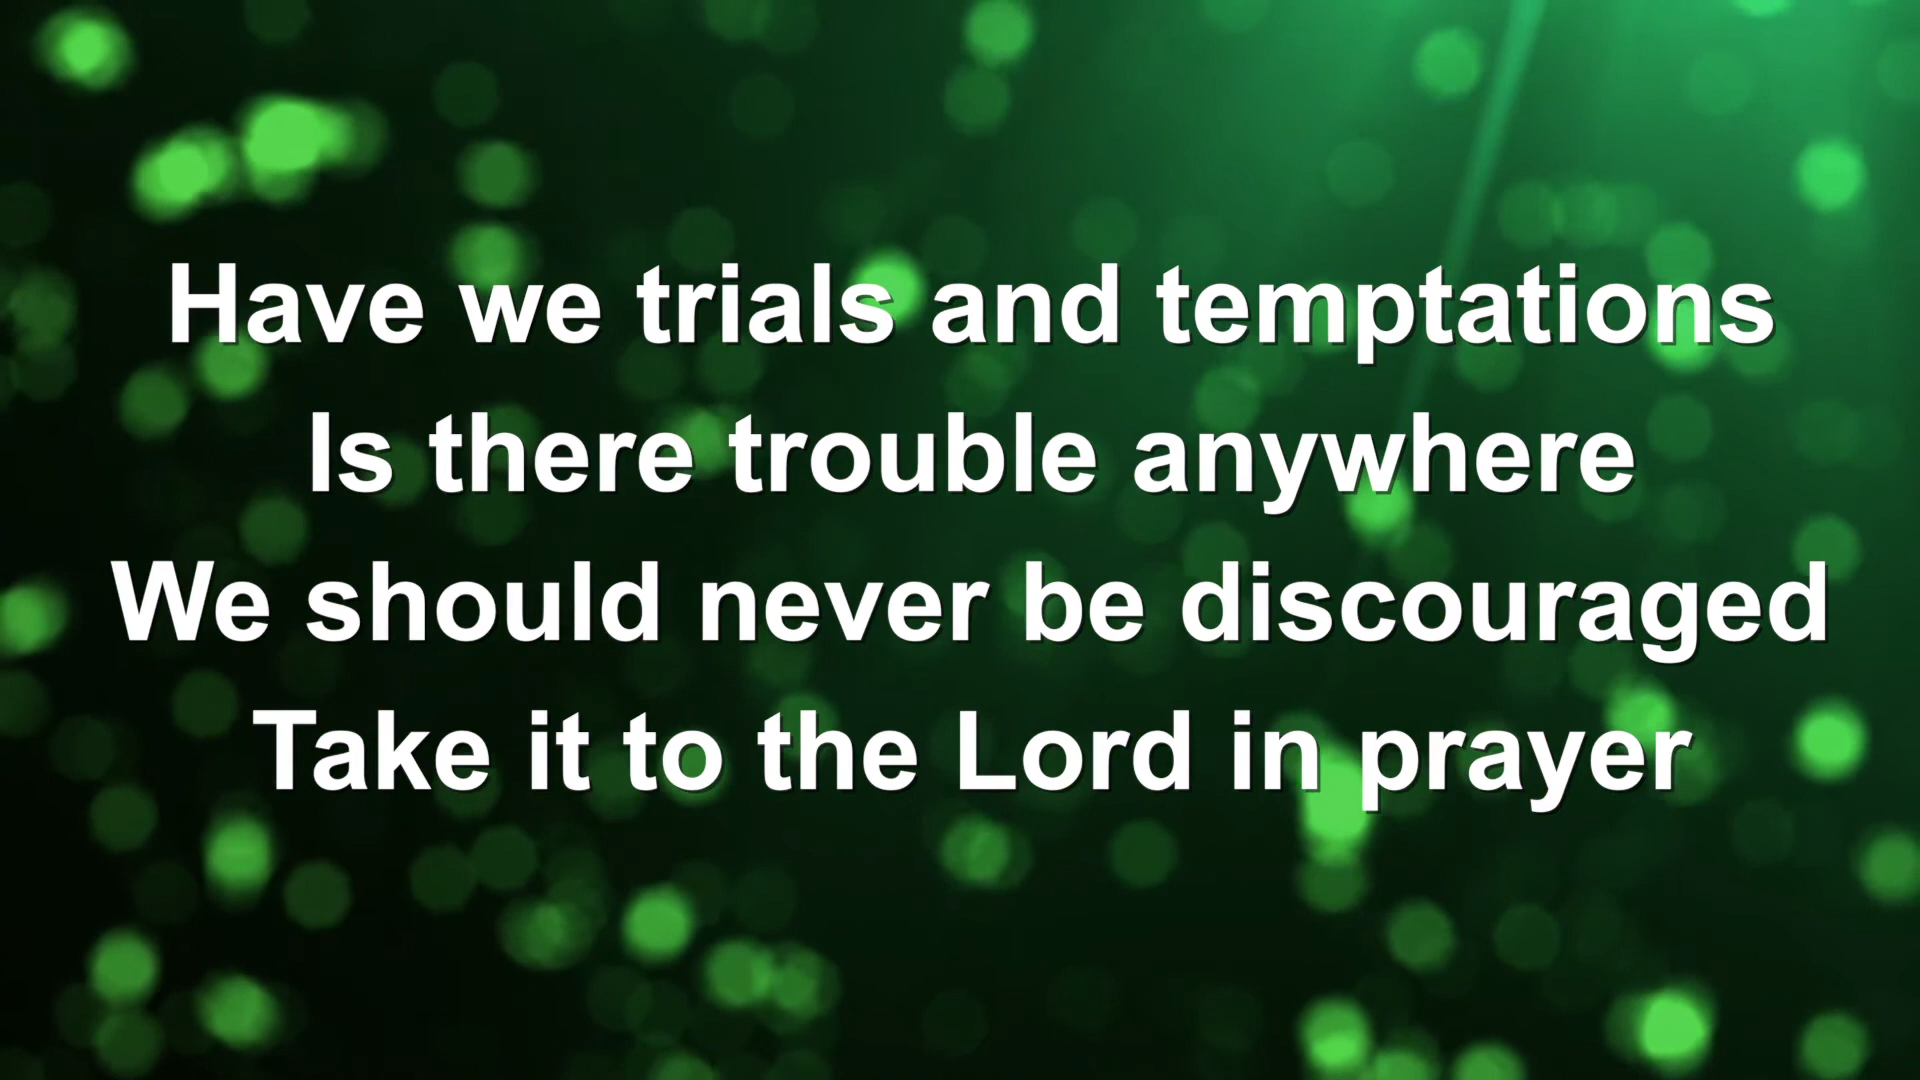 Have we trials and temptations
Is there trouble anywhere
We should never be discouraged
Take it to the Lord in prayer